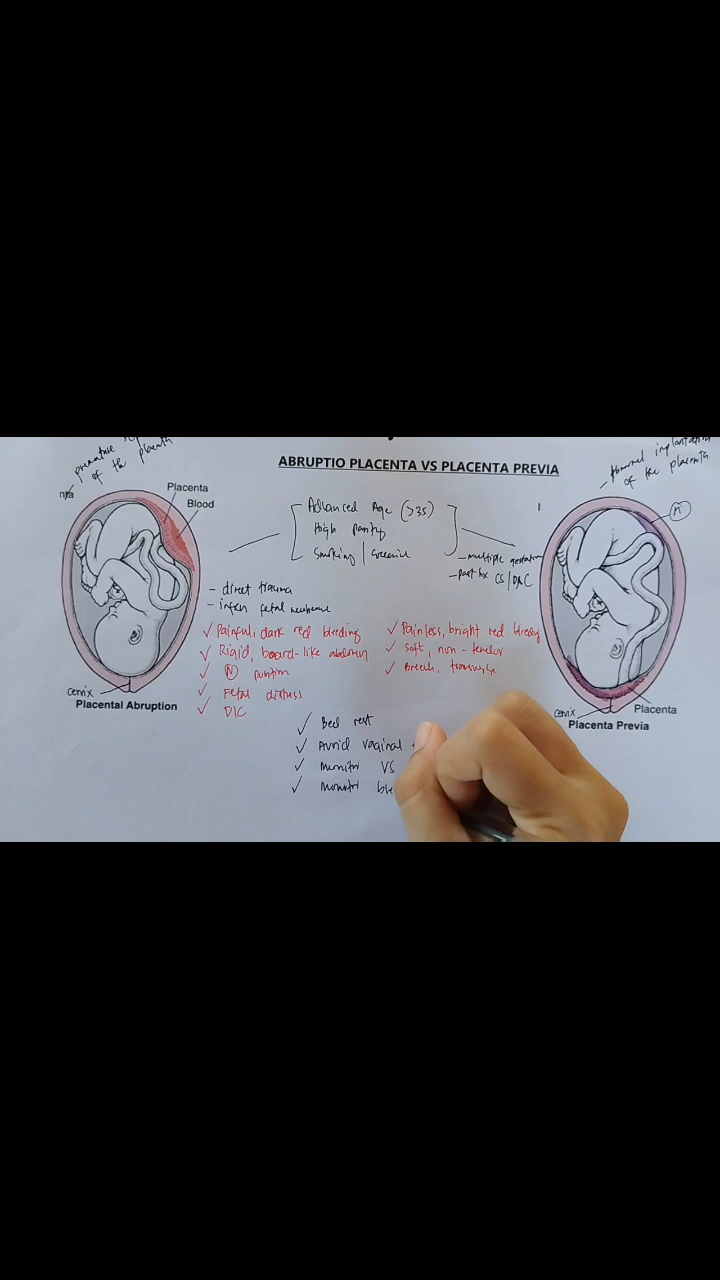 premature
of the placenta
Abnormal implantation
of the placenta
ABRUPTIO PLACENTA VS PLACENTA PREVIA
n/a
Placenta
Blood
Advanced Age (>35)
High parity
Smoking / Cocaine
N
- multiple gestation
- past hx CS/D&C
- direct trauma
- infxn fetal membrane
✓ Painful, dark red bleeding
✓ Rigid, board-like abdomen
✓ N position
✓ Fetal distress
✓ DIC
✓ Painless, bright red bleeding
✓ Soft, non-tender
✓ Breech, transverse
cervix
Placental Abruption
cervix
Placenta
Placenta Previa
✓ Bed rest
✓ Avoid vaginal
✓ Monitor VS
✓ Monitor